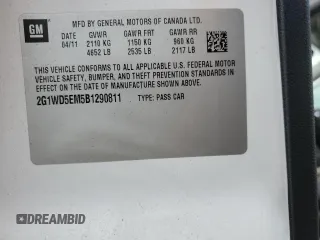 GM
MFD BY GENERAL MOTORS OF CANADA LTD.
DATE GVWR GAWR FRT GAWR RR
04/11 2110 KG 1150 KG 960 KG
4652 LB 2535 LB 2117 LB
THIS VEHICLE CONFORMS TO ALL APPLICABLE U.S. FEDERAL MOTOR
VEHICLE SAFETY, BUMPER, AND THEFT PREVENTION STANDARDS IN
EFFECT ON THE DATE OF MANUFACTURE SHOWN ABOVE.
2G1WD5EM5B1290811 TYPE: PASS CAR
DREAMBID